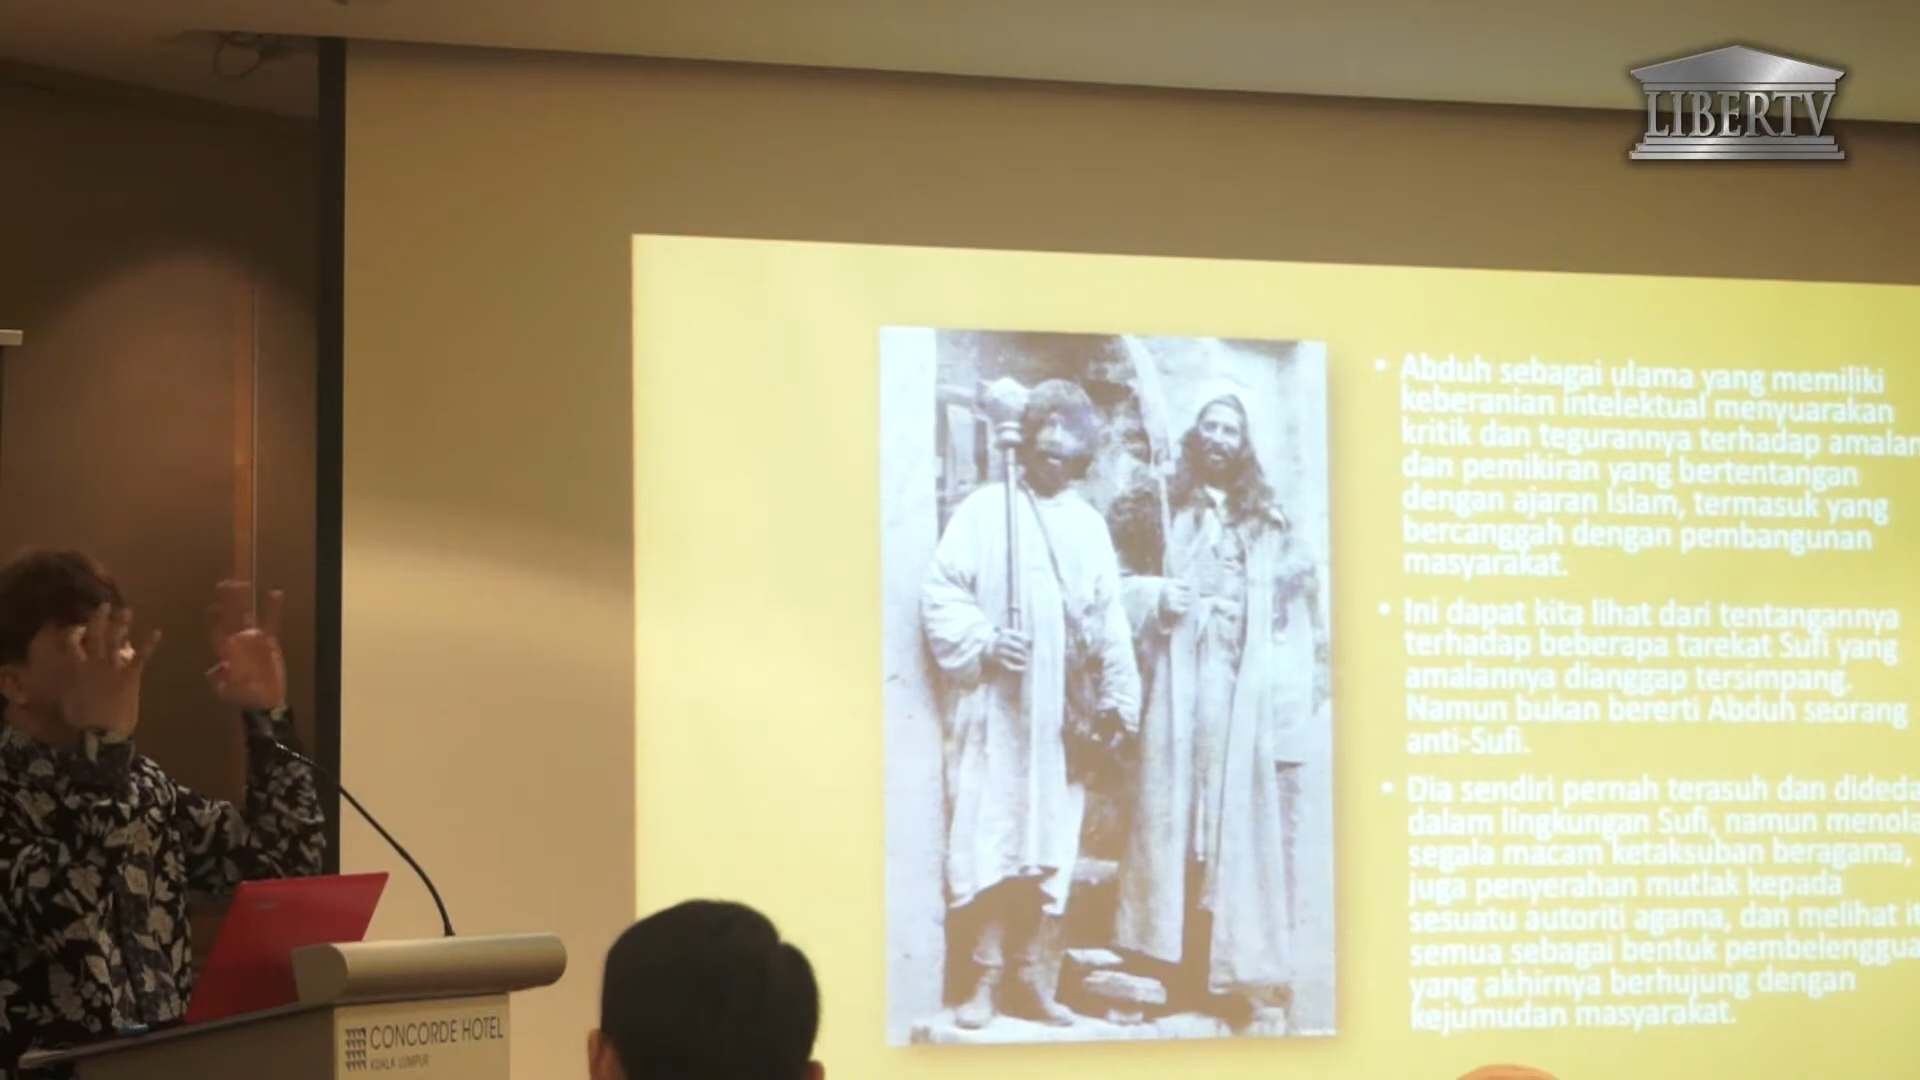 LIBERTV
• Abduh sebagai ulama yang memiliki
keberanian intelektual menyuarakan
kritik dan tegurannya terhadap amalan
dan pemikiran yang bertentangan
dengan ajaran Islam, termasuk yang
bercanggah dengan pembangunan
masyarakat.
• Ini dapat kita lihat dari tentangannya
terhadap beberapa tarekat Sufi yang
amalannya dianggap tersimpang.
Namun bukan bererti Abduh seorang
anti-Sufi.
• Dia sendiri pernah terasuh dan
dalam lingkungan Sufi, namun
segala macam ketaksuban beragama,
juga penyerahan mutlak kepada
sesuatu autoriti agama, dan melihat
semua sebagai bentuk
yang akhirnya berhujung dengan
kejumudan masyarakat.
CONCORDE HOTEL
KUALA LUMPUR